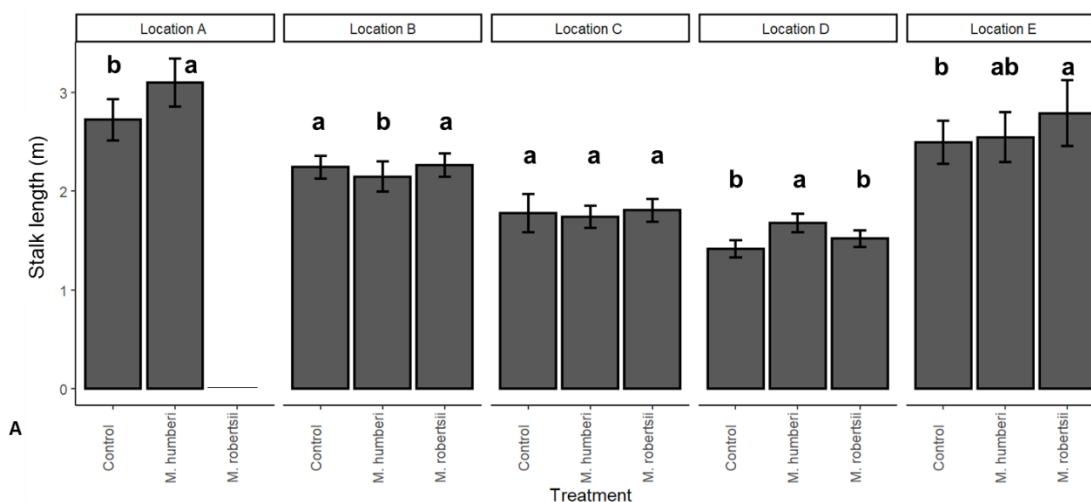 Location A Location B Location C Location D Location E
b a a b a a a a b a b b ab a
Stalk length (m)
3
2
1
0
Control M. humberi M. robertsii Control M. humberi M. robertsii Control M. humberi M. robertsii Control M. humberi M. robertsii Control M. humberi M. robertsii
A
Treatment